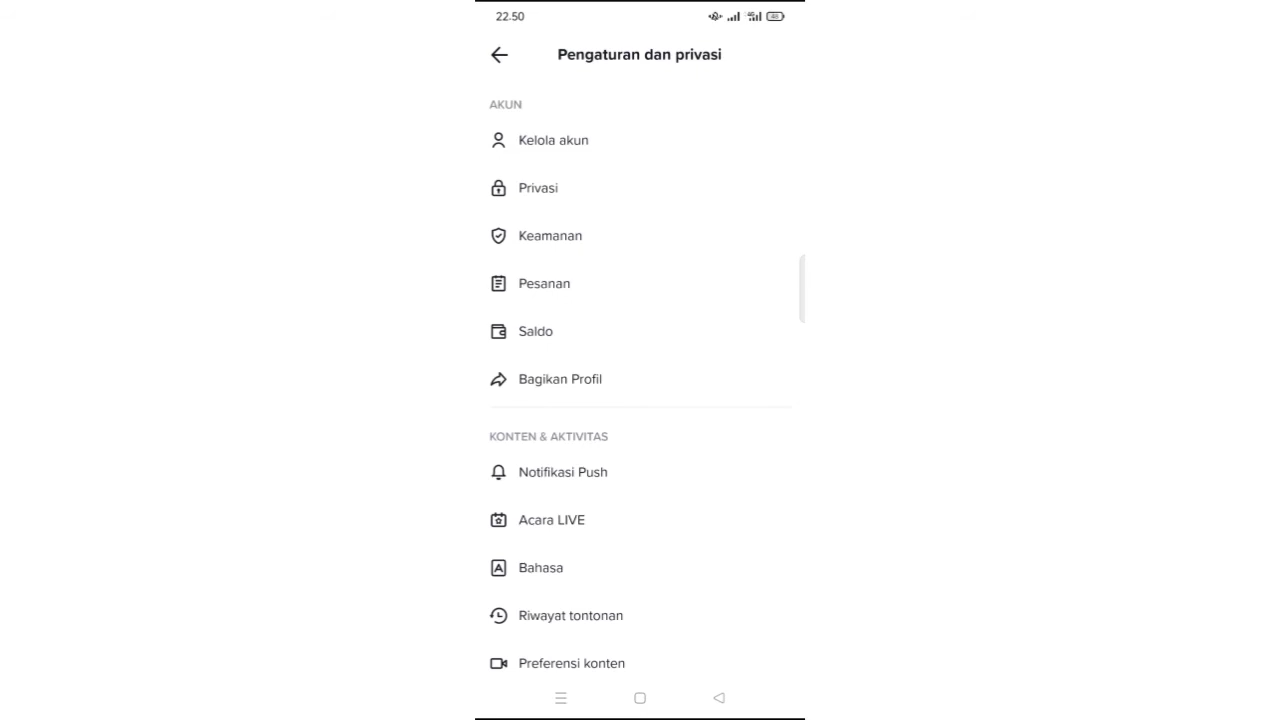 22.50
Pengaturan dan privasi
AKUN
Kelola akun
Privasi
Keamanan
Pesanan
Saldo
Bagikan Profil
KONTEN & AKTIVITAS
Notifikasi Push
Acara LIVE
Bahasa
Riwayat tontonan
Preferensi konten